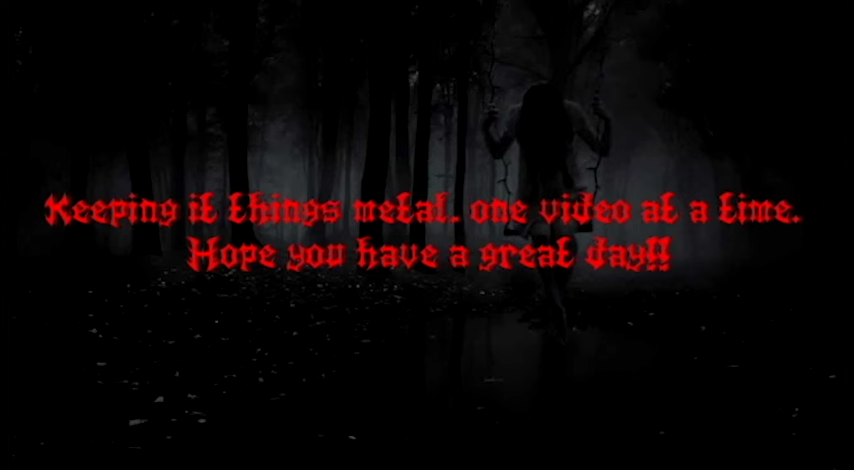 Keeping it things metal. one video at a time.
Hope you have a great day!!